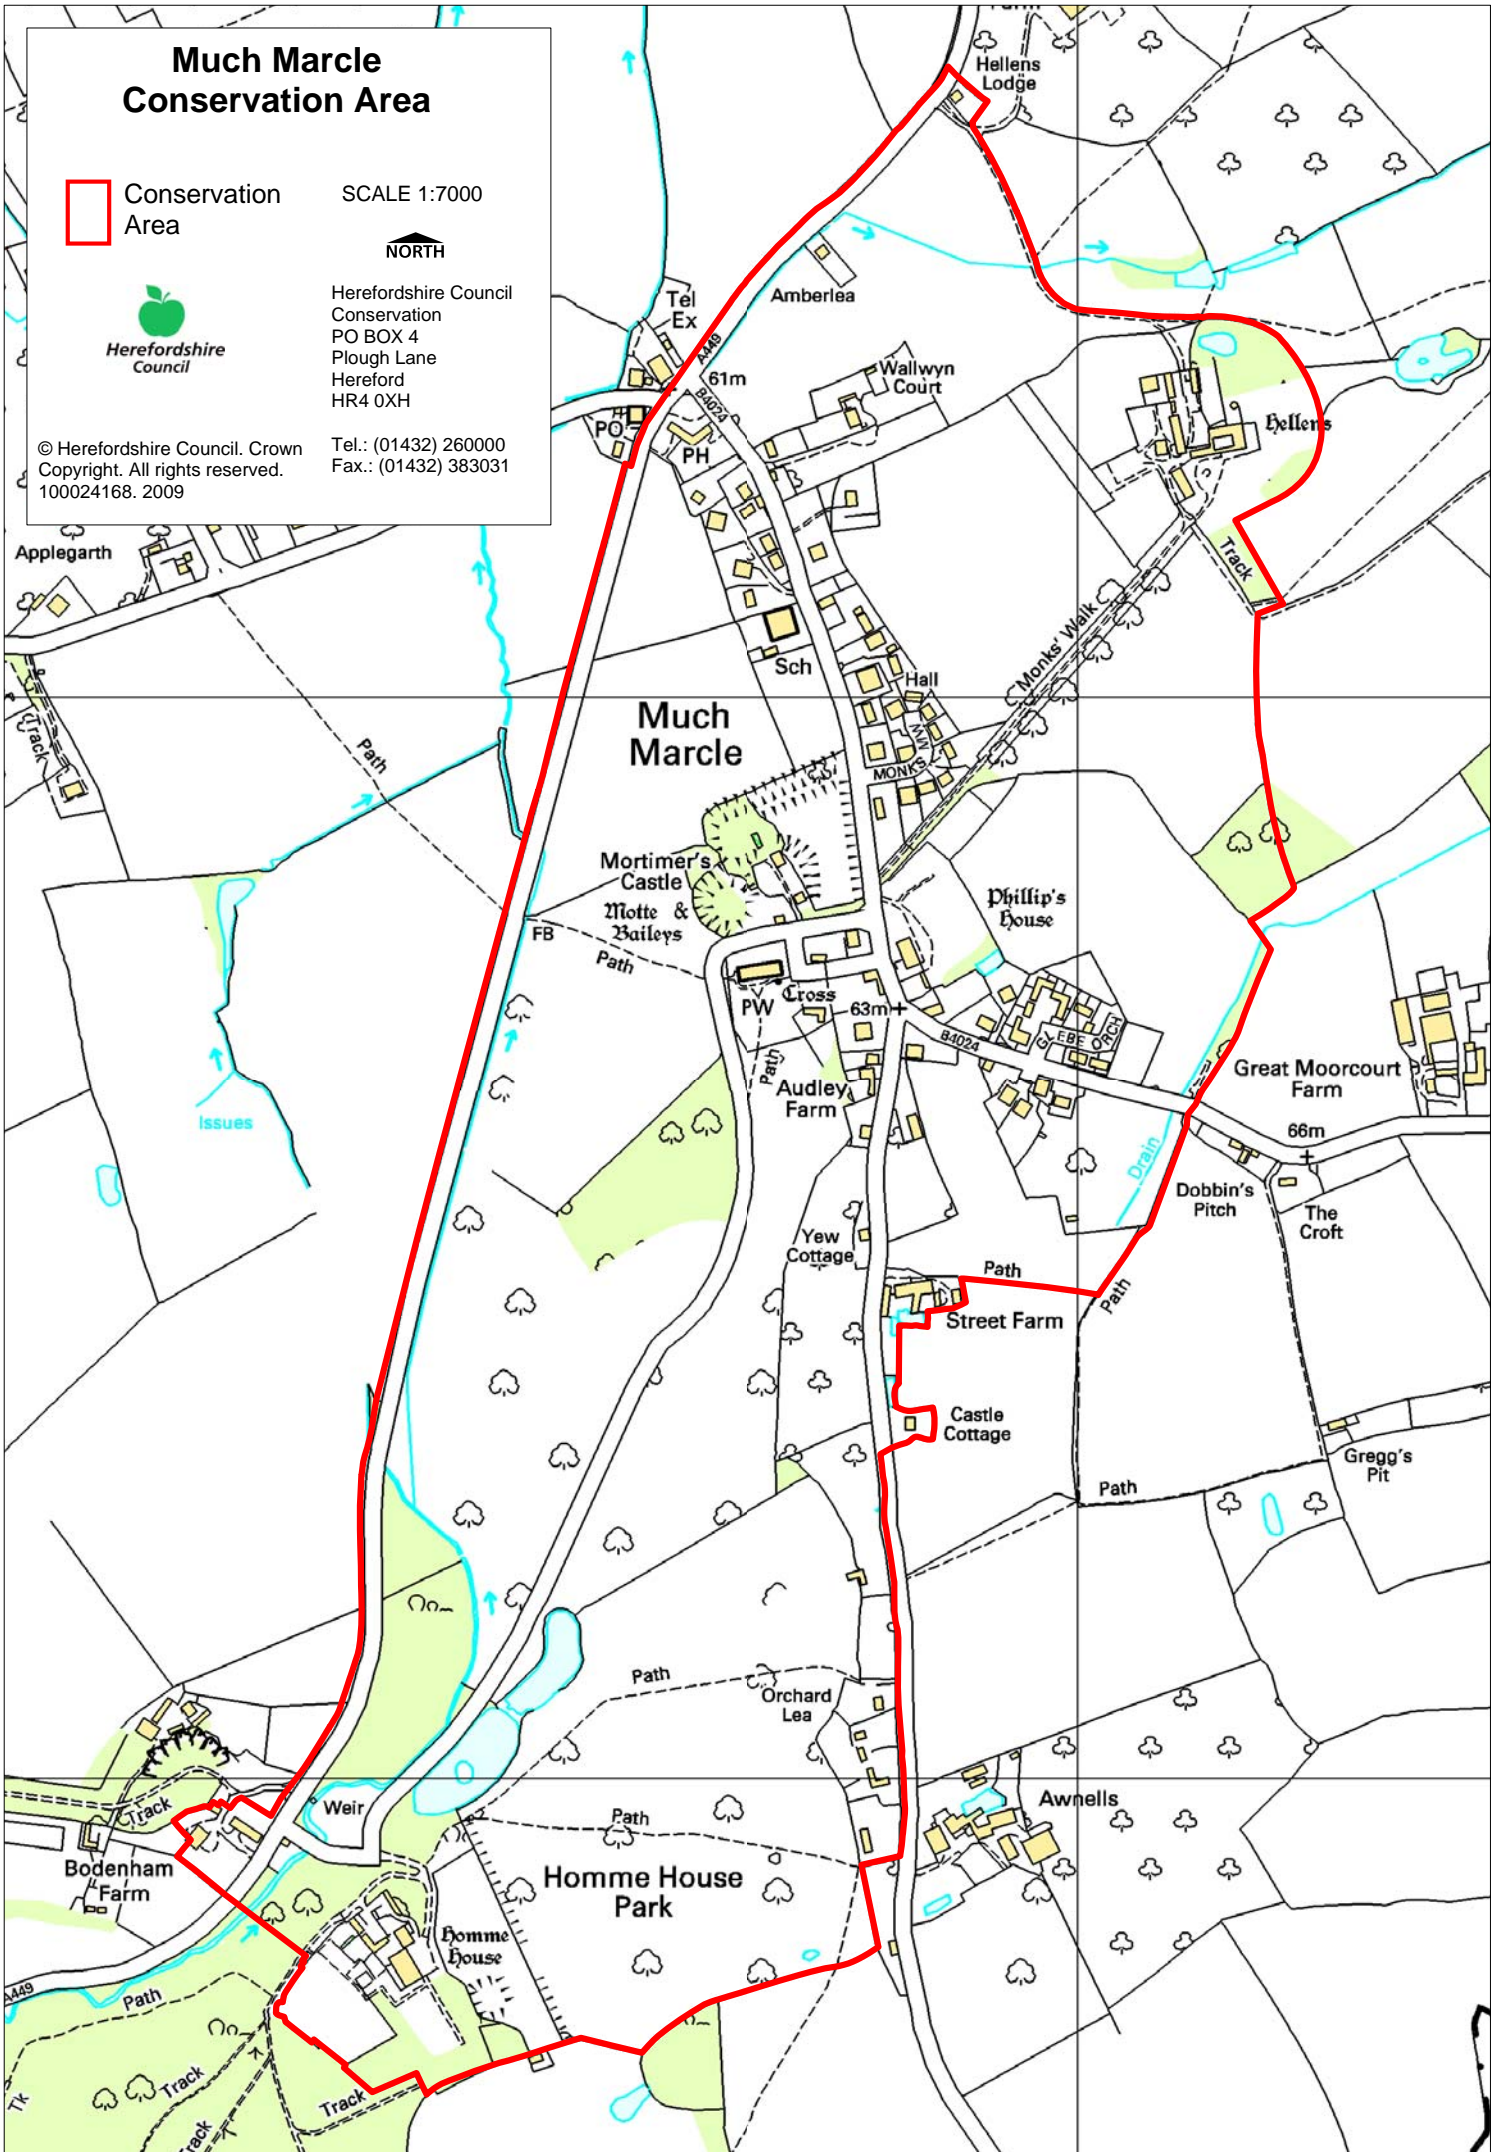 Much Marcle
Conservation Area
Conservation
Area
SCALE 1:7000
NORTH
Herefordshire
Council
Herefordshire Council
Conservation
PO BOX 4
Plough Lane
Hereford
HR4 0XH
© Herefordshire Council. Crown
Copyright. All rights reserved.
100024168. 2009
Tel.: (01432) 260000
Fax.: (01432) 383031
Hellens
Lodge
Amberlea
Tel
Ex
A449
61m
B4024
Wallwyn
Court
PO
PH
Hellens
Applegarth
Track
Monks' Walk
Sch
Hall
Track
Much
Marcle
Path
MONKS
MW
Mortimer's
Castle
Motte &
Baileys
Phillip's
House
FB
Path
PW
Cross
63m
B4024
GLEBE ORCH
Path
Great Moorcourt
Farm
Audley
Farm
Issues
66m
Drain
Dobbin's
Pitch
The
Croft
Yew
Cottage
Path
Path
Street Farm
Castle
Cottage
Gregg's
Pit
Path
Path
Orchard
Lea
Track
Weir
Path
Awnells
Bodenham
Farm
Homme House
Park
Homme
House
A449
Path
Track
Tk
Track
rack